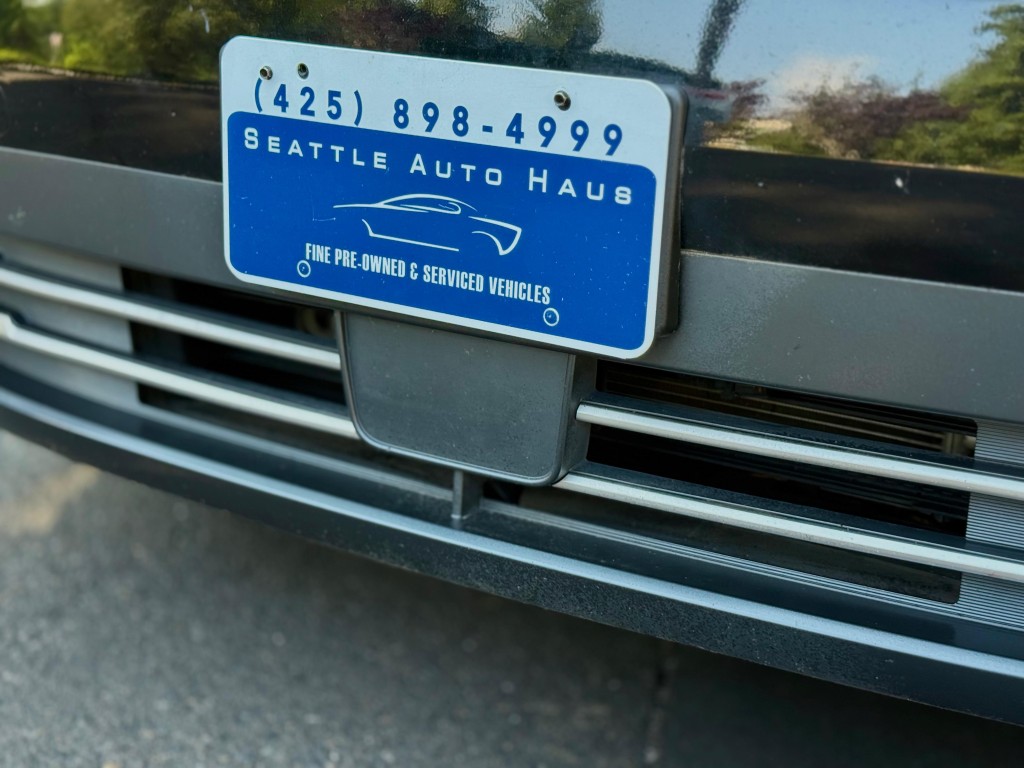 (425) 898-4999
SEATTLE AUTO HAUS
FINE PRE-OWNED & SERVICED VEHICLES